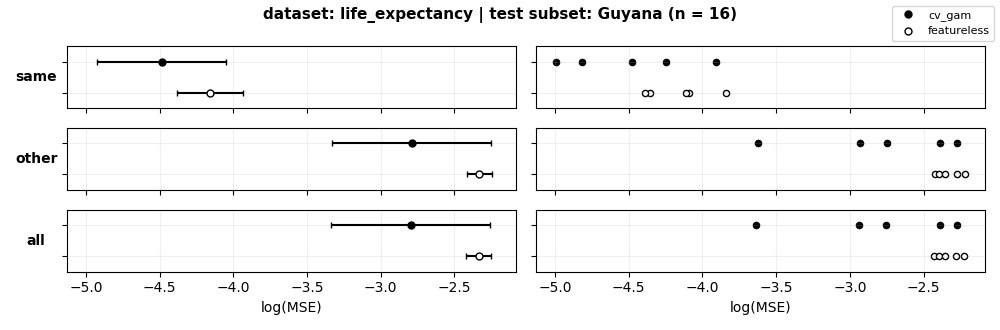 dataset: life_expectancy | test subset: Guyana (n = 16)
cv_gam
featureless
same
other
all
−5.0 −4.5 −4.0 −3.5 −3.0 −2.5
−5.0 −4.5 −4.0 −3.5 −3.0 −2.5
log(MSE)
log(MSE)